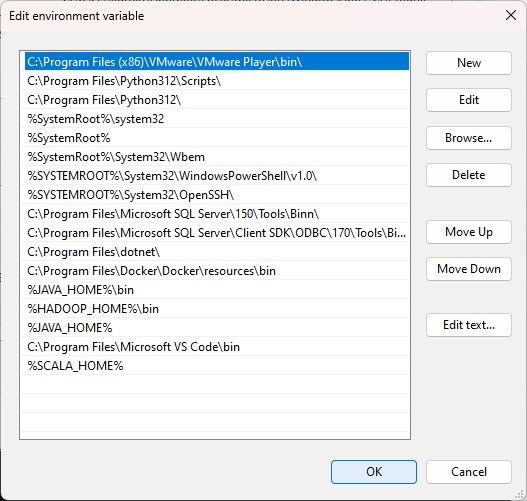 Edit environment variable
C:\Program Files (x86)\VMware\VMware Player\bin\
C:\Program Files\Python312\Scripts\
C:\Program Files\Python312\
%SystemRoot%\system32
%SystemRoot%
%SystemRoot%\System32\Wbem
%SYSTEMROOT%\System32\WindowsPowerShell\v1.0\
%SYSTEMROOT%\System32\OpenSSH\
C:\Program Files\Microsoft SQL Server\150\Tools\Binn\
C:\Program Files\Microsoft SQL Server\Client SDK\ODBC\170\Tools\Bi...
C:\Program Files\dotnet\
C:\Program Files\Docker\Docker\resources\bin
%JAVA_HOME%\bin
%HADOOP_HOME%\bin
%JAVA_HOME%
C:\Program Files\Microsoft VS Code\bin
%SCALA_HOME%
New
Edit
Browse...
Delete
Move Up
Move Down
Edit text...
OK
Cancel